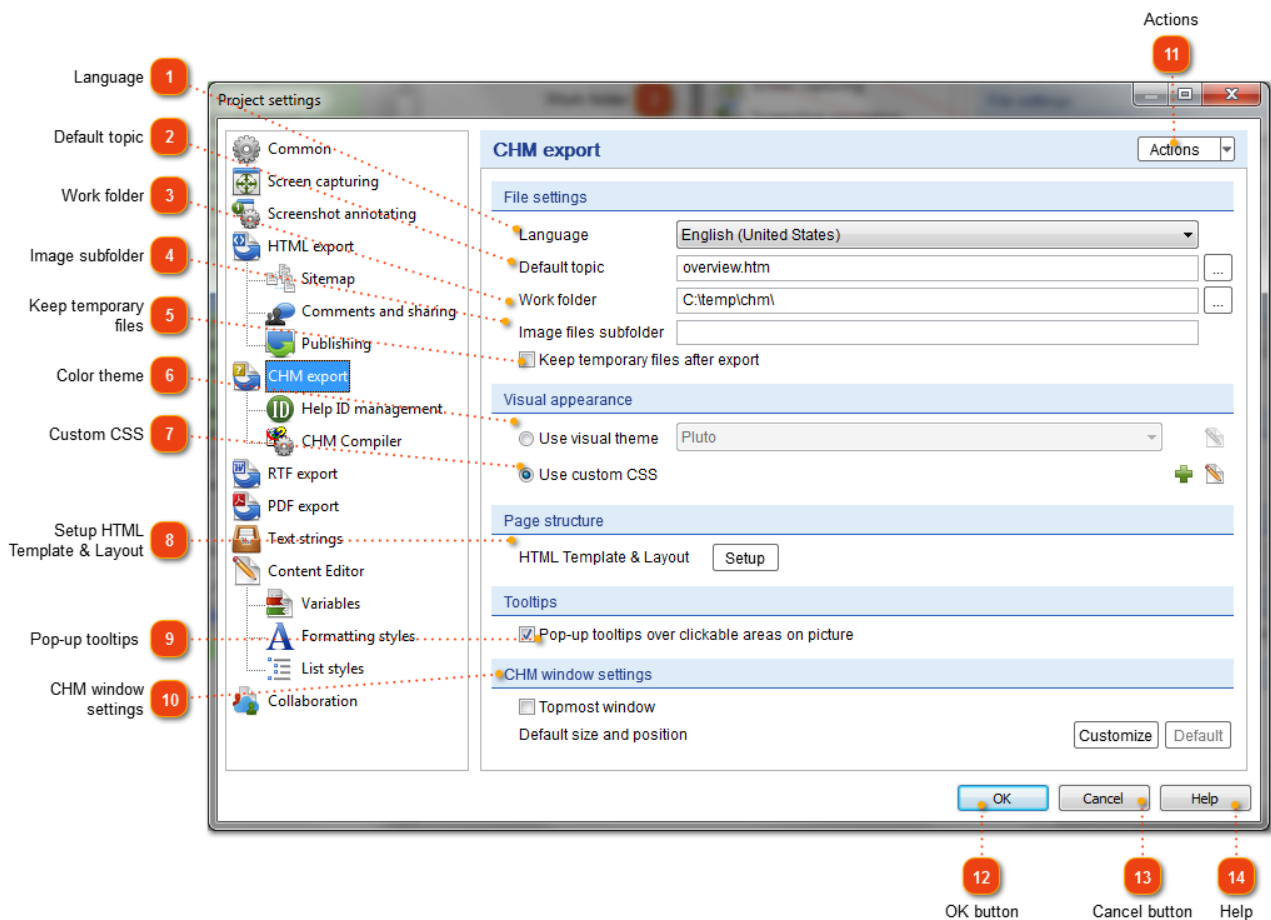 Actions
11
Language 1
Default topic 2
Work folder 3
Image subfolder 4
Keep temporary
files 5
Color theme 6
Custom CSS 7
Setup HTML
Template & Layout 8
Pop-up tooltips 9
CHM window
settings 10
Project settings
Common
Screen capturing
Screenshot annotating
HTML export
Sitemap
Comments and sharing
Publishing
CHM export
Help ID management
CHM Compiler
RTF export
PDF export
Text strings
Content Editor
Variables
Formatting styles
List styles
Collaboration
CHM export
Actions
File settings
Language English (United States)
Default topic overview.htm ...
Work folder C:\temp\chm\ ...
Image files subfolder
Keep temporary files after export
Visual appearance
Use visual theme Pluto
Use custom CSS
Page structure
HTML Template & Layout Setup
Tooltips
Pop-up tooltips over clickable areas on picture
CHM window settings
Topmost window
Default size and position Customize Default
OK Cancel Help
12 13 14
OK button Cancel button Help